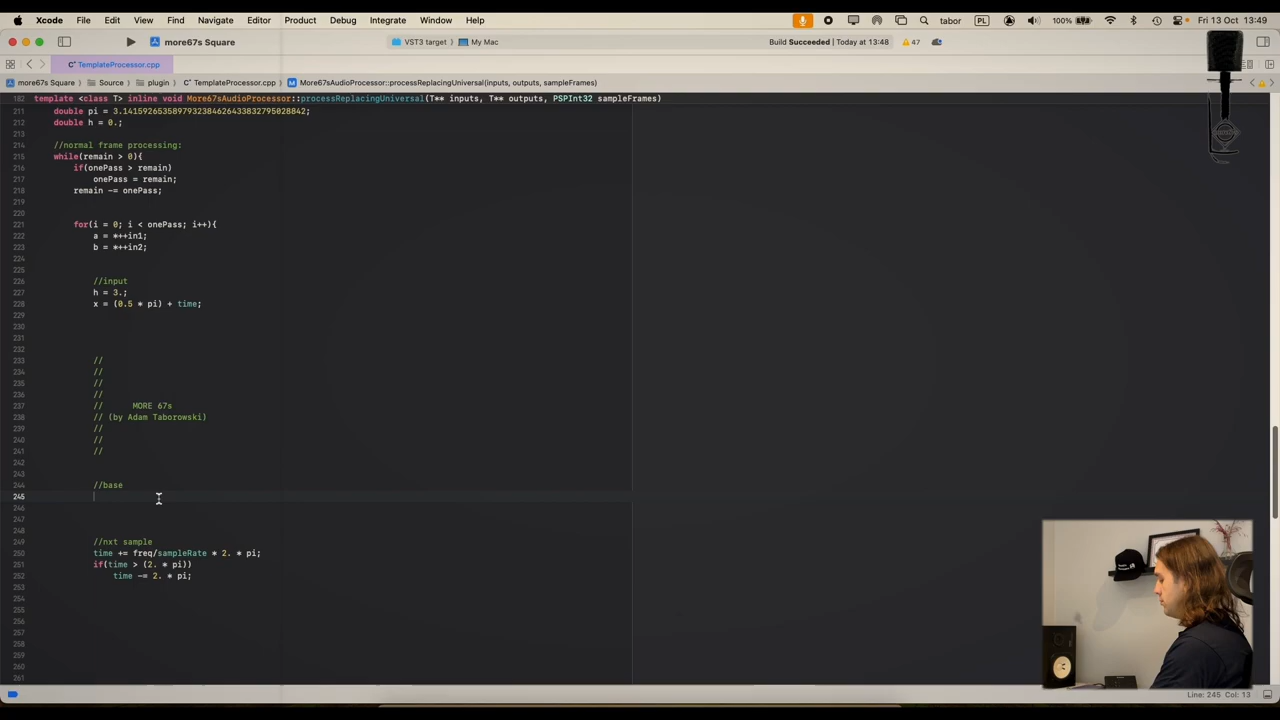 Xcode File Edit View Find Navigate Editor Product Debug Integrate Window Help tabor PL 100% Fri 13 Oct 13:49
more67s Square VST3 target 〉 My Mac Build Succeeded | Today at 13:48 47
TemplateProcessor.cpp
more67s Square 〉 Source 〉 plugin 〉 TemplateProcessor.cpp 〉 M More67sAudioProcessor::processReplacingUniversal(inputs, outputs, sampleFrames)
182 template <class T> inline void More67sAudioProcessor::processReplacingUniversal(T** inputs, T** outputs, PSPInt32 sampleFrames)
211 double pi = 3.1415926535897932384626433832795028842;
212 double h = 0.;
213
214 //normal frame processing:
215 while(remain > 0){
216 if(onePass > remain)
217 onePass = remain;
218 remain -= onePass;
219
220
221 for(i = 0; i < onePass; i++){
222 a = *++in1;
223 b = *++in2;
224
225
226 //input
227 h = 3.;
228 x = (0.5 * pi) + time;
229
230
231
232
233 //
234 //
235 //
236 //
237 // MORE 67s
238 // (by Adam Taborowski)
239 //
240 //
241 //
242
243
244 //base
245
246
247
248
249 //nxt sample
250 time += freq/sampleRate * 2. * pi;
251 if(time > (2. * pi))
252 time -= 2. * pi;
253
254
255
256
257
258
259
260
261
Line: 245 Col: 13